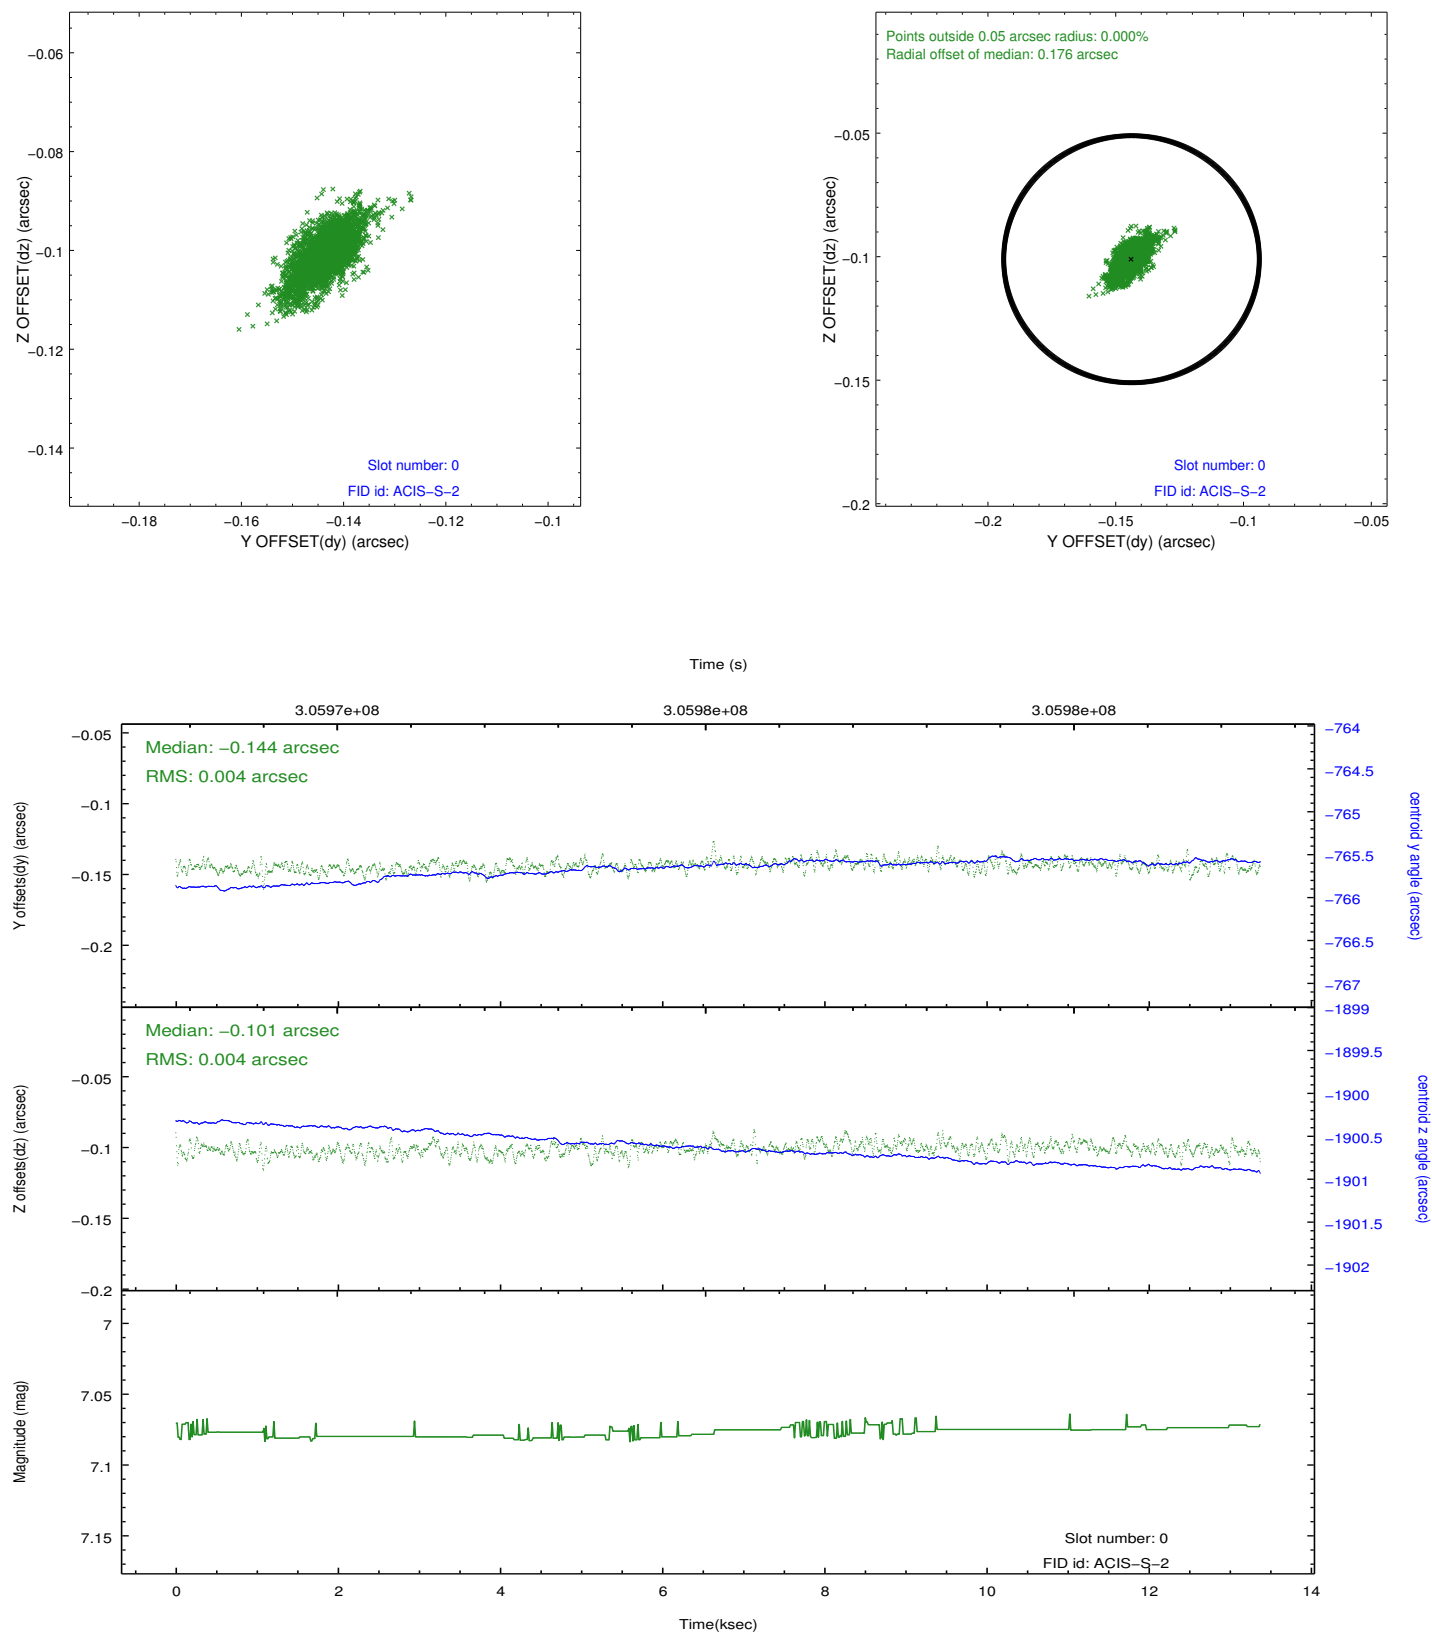 −0.06
−0.08
−0.1
−0.12
−0.14
Z OFFSET(dz) (arcsec)
Slot number: 0
FID id: ACIS−S−2
−0.18
−0.16
−0.14
−0.12
−0.1
Y OFFSET(dy) (arcsec)
Points outside 0.05 arcsec radius: 0.000%
Radial offset of median: 0.176 arcsec
−0.05
−0.1
−0.15
−0.2
Z OFFSET(dz) (arcsec)
Slot number: 0
FID id: ACIS−S−2
−0.2
−0.15
−0.1
−0.05
Y OFFSET(dy) (arcsec)
Time (s)
3.0597e+08
3.0598e+08
3.0598e+08
Median: −0.144 arcsec
RMS: 0.004 arcsec
−0.05
−0.1
−0.15
−0.2
Y offsets(dy) (arcsec)
−764
−764.5
−765
−765.5
−766
−766.5
−767
centroid y angle (arcsec)
Median: −0.101 arcsec
RMS: 0.004 arcsec
−0.05
−0.1
−0.15
−0.2
Z offsets(dz) (arcsec)
−1899
−1899.5
−1900
−1900.5
−1901
−1901.5
−1902
centroid z angle (arcsec)
7
7.05
7.1
7.15
Magnitude (mag)
Slot number: 0
FID id: ACIS−S−2
0
2
4
6
8
10
12
14
Time(ksec)